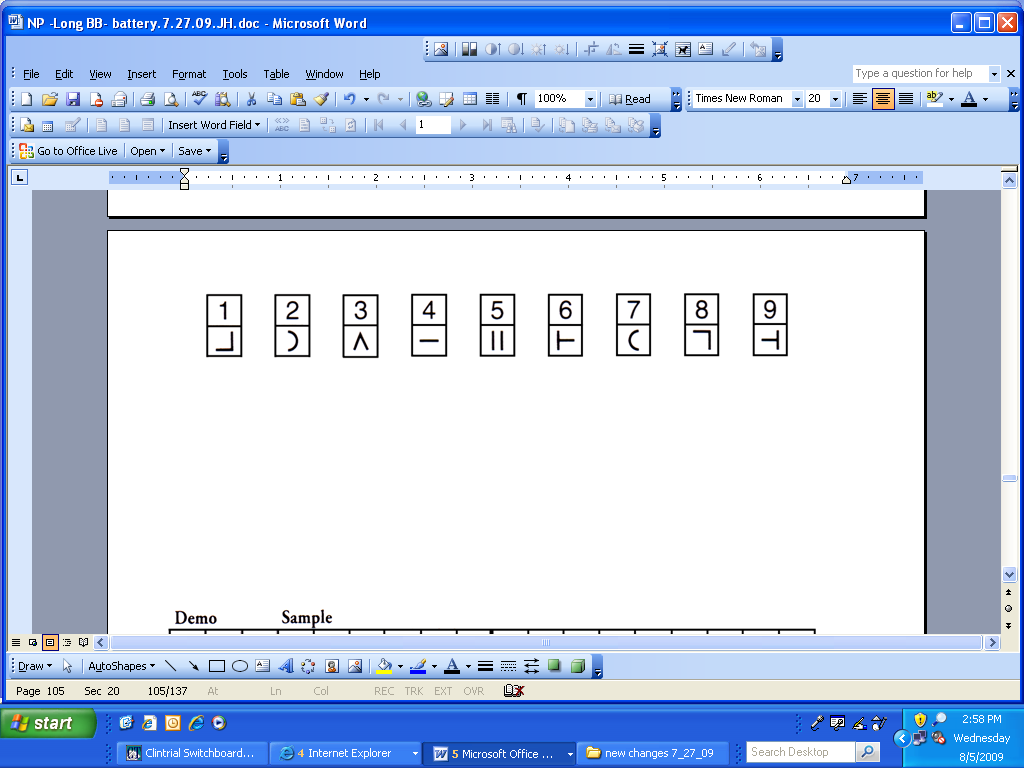 NP -Long BB- battery.7.27.09.JH.doc - Microsoft Word
File Edit View Insert Format Tools Table Window Help
Type a question for help
100% Read Times New Roman 20
Insert Word Field 1
Go to Office Live Open Save
1 2 3 4 5 6 7
1 2 3 4 5 6 7 8 9
Demo Sample
Draw AutoShapes
Page 105 Sec 20 105/137 At Ln Col REC TRK EXT OVR
start
2:58 PM
Wednesday
8/5/2009
Clintrial Switchboard... 4 Internet Explorer 5 Microsoft Office ... new changes 7_27_09 Search Desktop